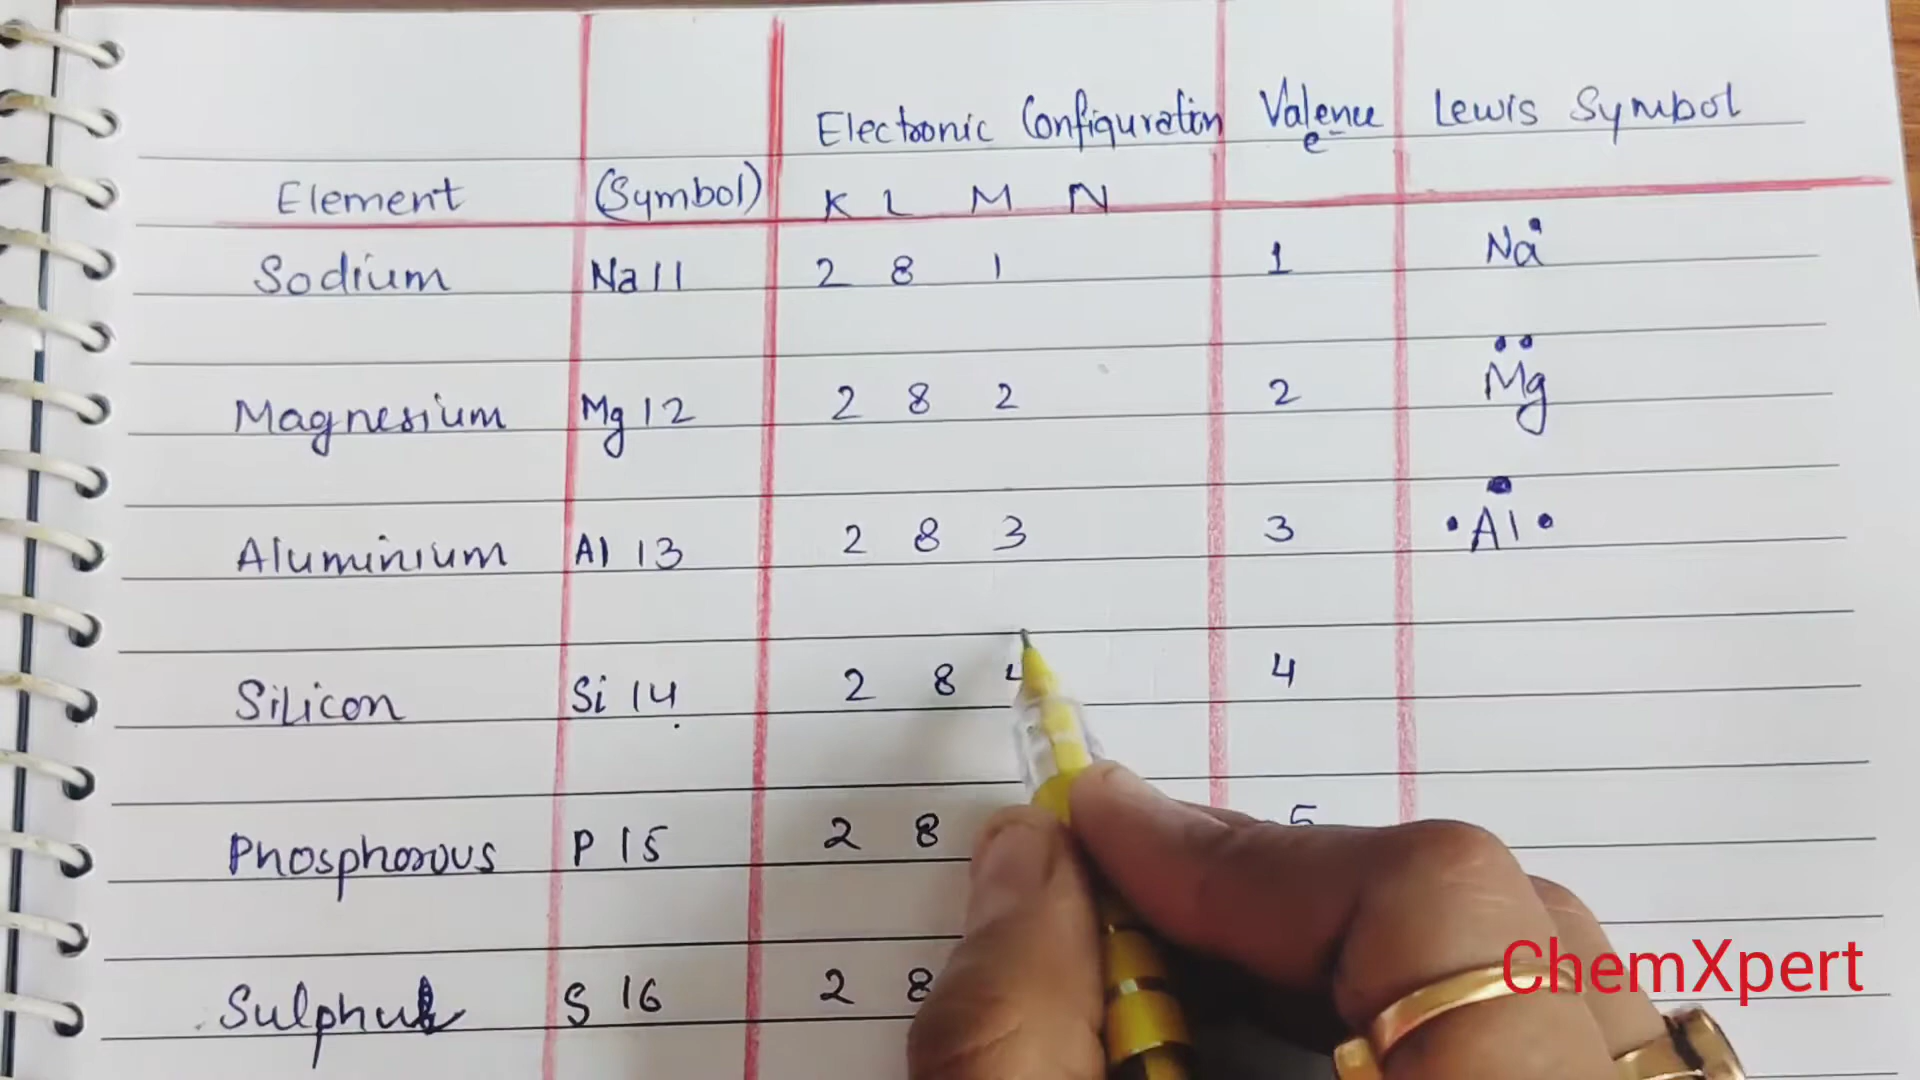 Electronic Configuration Valence Lewis Symbol
e-
Element (Symbol) K L M N
Sodium Na 11 2 8 1 1 Na
Magnesium Mg 12 2 8 2 2 Mg
Aluminium Al 13 2 8 3 3 Al
Silicon Si 14 2 8 4 4
Phosphorous P 15 2 8 5
Sulphur S 16 2 8
ChemXpert